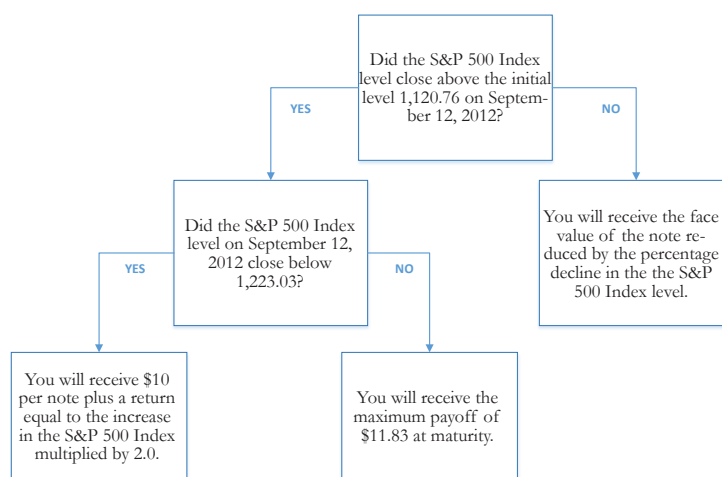 Did the S&P 500 Index
level close above the initial
level 1,120.76 on Septem-
ber 12, 2012?
YES
NO
Did the S&P 500 Index
level on September 12,
2012 close below
1,223.03?
You will receive the face
value of the note re-
duced by the percentage
decline in the the S&P
500 Index level.
YES
NO
You will receive $10
per note plus a return
equal to the increase
in the S&P 500 Index
multiplied by 2.0.
You will receive the
maximum payoff of
$11.83 at maturity.